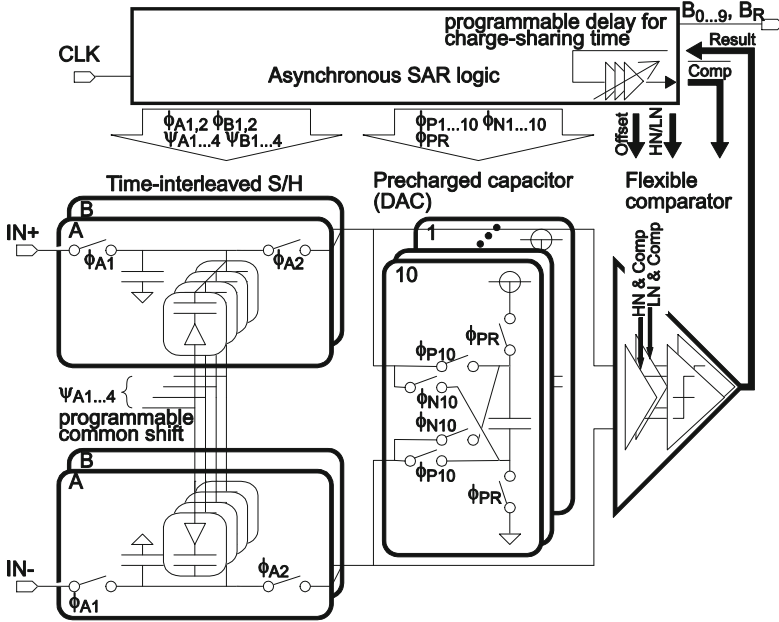 B0...9, BR
programmable delay for
charge-sharing time
CLK
Asynchronous SAR logic
Result
Comp
ϕA1,2 ϕB1,2
ψA1...4 ψB1...4
ϕP1...10 ϕN1...10
ϕPR
Offset
HN/LN
Time-interleaved S/H
Precharged capacitor
(DAC)
Flexible
comparator
B
A
IN+
ϕA1
ϕA2
1
10
HN & Comp
LN & Comp
ϕPR
ϕP10
ϕN10
ϕN10
ϕP10
ϕPR
ψA1...4
programmable
common shift
B
A
IN-
ϕA2
ϕA1